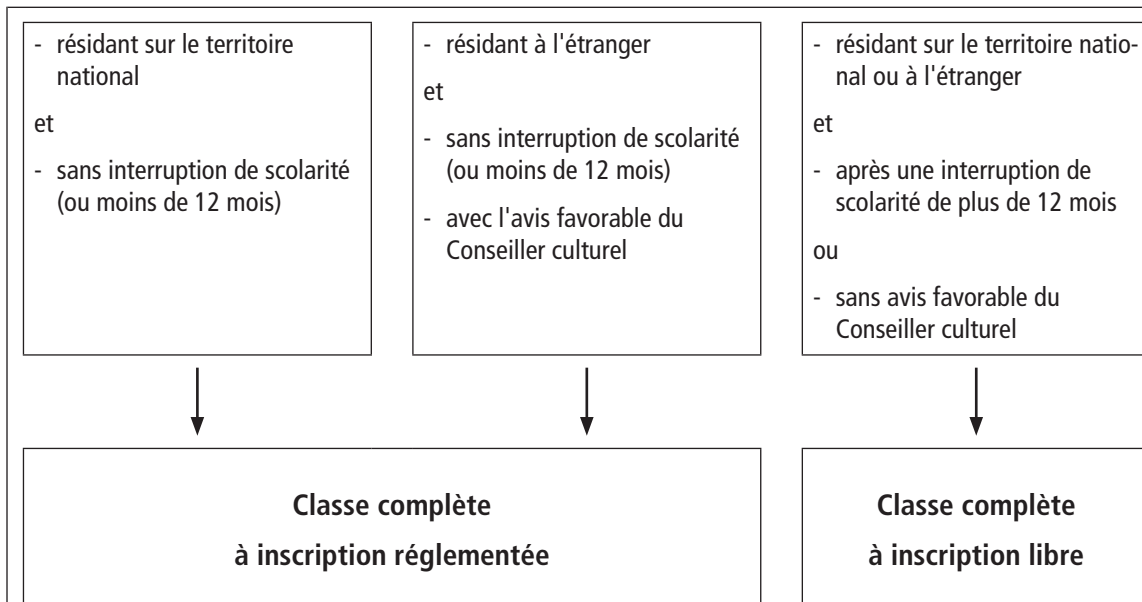 - résidant sur le territoire
national
et
- sans interruption de scolarité
(ou moins de 12 mois)
- résidant à l'étranger
et
- sans interruption de scolarité
(ou moins de 12 mois)
- avec l'avis favorable du
Conseiller culturel
- résidant sur le territoire natio-
nal ou à l'étranger
et
- après une interruption de
scolarité de plus de 12 mois
ou
- sans avis favorable du
Conseiller culturel
Classe complète
à inscription réglementée
Classe complète
à inscription libre